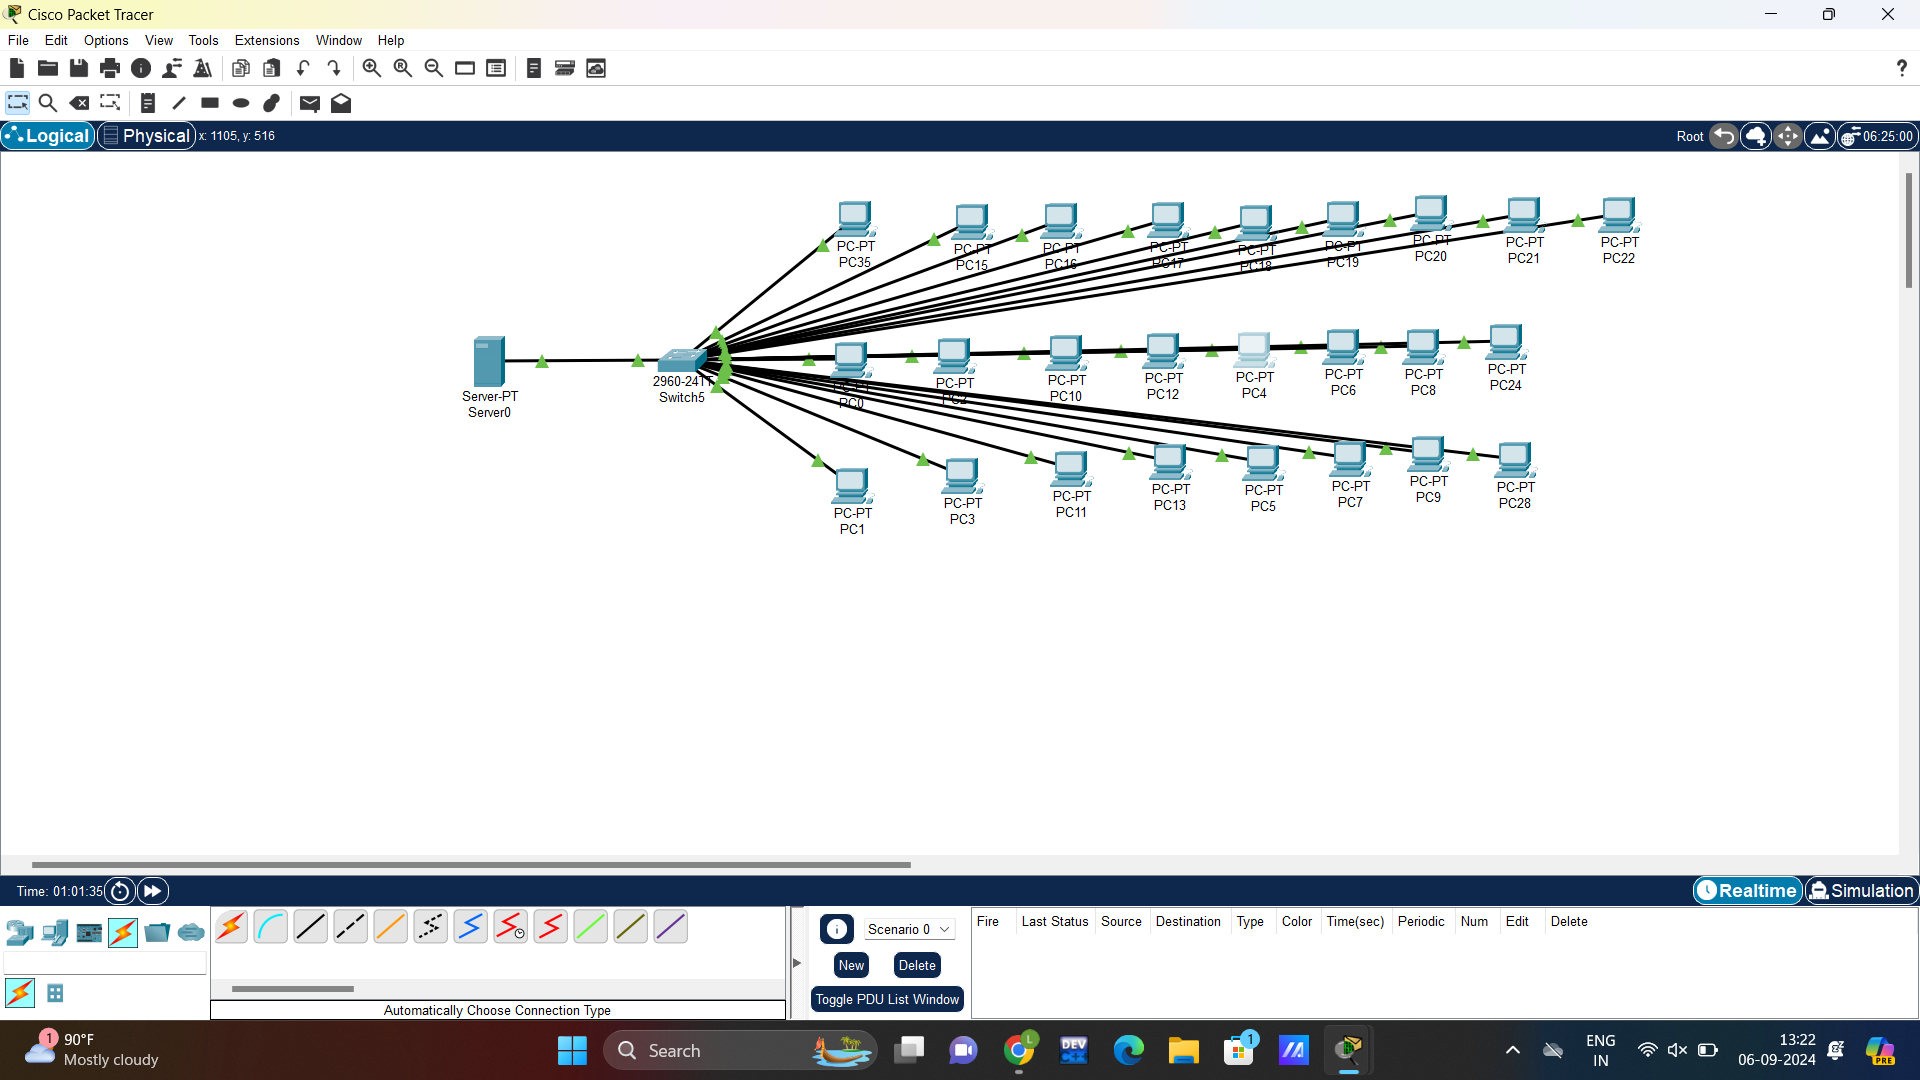 Cisco Packet Tracer
File Edit Options View Tools Extensions Window Help
?
Logical Physical x: 1105, y: 516 Root 06:25:00
PC-PT
PC35
PC-PT
PC15
PC-PT
PC16
PC-PT
PC17
PC-PT
PC18
PC-PT
PC19
PC-PT
PC20
PC-PT
PC21
PC-PT
PC22
Server-PT
Server0
2960-24TT
Switch5
PC-PT
PC0
PC-PT
PC2
PC-PT
PC10
PC-PT
PC12
PC-PT
PC4
PC-PT
PC6
PC-PT
PC8
PC-PT
PC24
PC-PT
PC1
PC-PT
PC3
PC-PT
PC11
PC-PT
PC13
PC-PT
PC5
PC-PT
PC7
PC-PT
PC9
PC-PT
PC28
Time: 01:01:35 Realtime Simulation
Scenario 0
New Delete
Toggle PDU List Window
Fire Last Status Source Destination Type Color Time(sec) Periodic Num Edit Delete
Automatically Choose Connection Type
1
90°F
Mostly cloudy
Search
L
DEV
C++
1
ENG
IN
13:22
06-09-2024
PRE